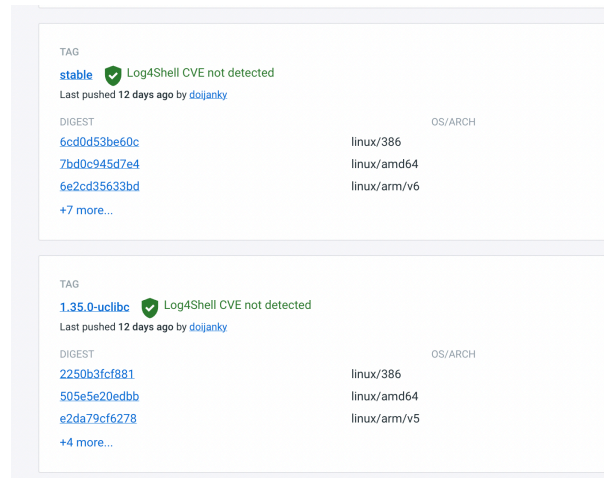 TAG
stable Log4Shell CVE not detected
Last pushed 12 days ago by doijanky
DIGEST OS/ARCH
6cd0d53be60c linux/386
7bd0c945d7e4 linux/amd64
6e2cd35633bd linux/arm/v6
+7 more...
TAG
1.35.0-uclibc Log4Shell CVE not detected
Last pushed 12 days ago by doijanky
DIGEST OS/ARCH
2250b3fcf881 linux/386
505e5e20edbb linux/amd64
e2da79cf6278 linux/arm/v5
+4 more...